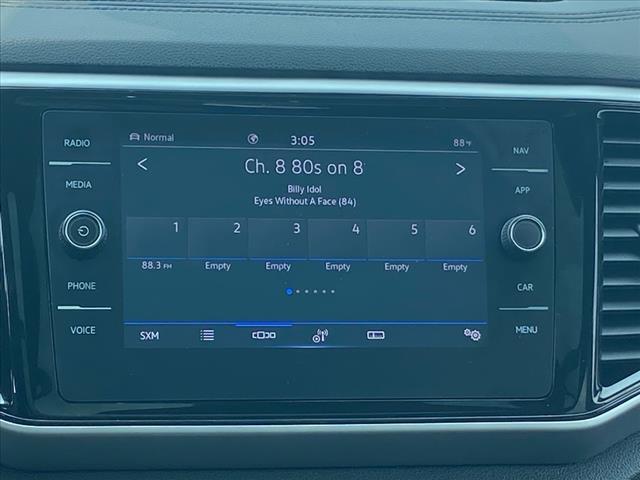 RADIO
MEDIA
PHONE
VOICE
Normal 3:05 88°F
< Ch. 8 80s on 8 >
Billy Idol
Eyes Without A Face (84)
1 2 3 4 5 6
88.3 FM Empty Empty Empty Empty Empty
SXM
NAV
APP
CAR
MENU